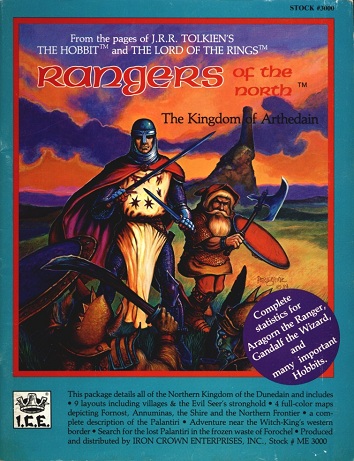 STOCK #3000
From the pages of J.R.R. TOLKIEN'S
THE HOBBIT™ and THE LORD OF THE RINGS™
Rangers of the north™
The Kingdom of Arthedain
Complete
statistics for
Aragorn the Ranger,
Gandalf the Wizard,
and
many important
Hobbits.
This package details all of the Northern Kingdom of the Dunedain and includes
• 9 layouts including villages & the Evil Seer's stronghold • 4 full-color maps
depicting Fornost, Annuminas, the Shire and the Northern Frontier • a com-
plete description of the Palantiri • Adventure near the Witch-King's western
border • Search for the lost Palantiri in the frozen waste of Forochel • Produced
and distributed by IRON CROWN ENTERPRISES, INC., Stock # ME 3000
I.C.E.